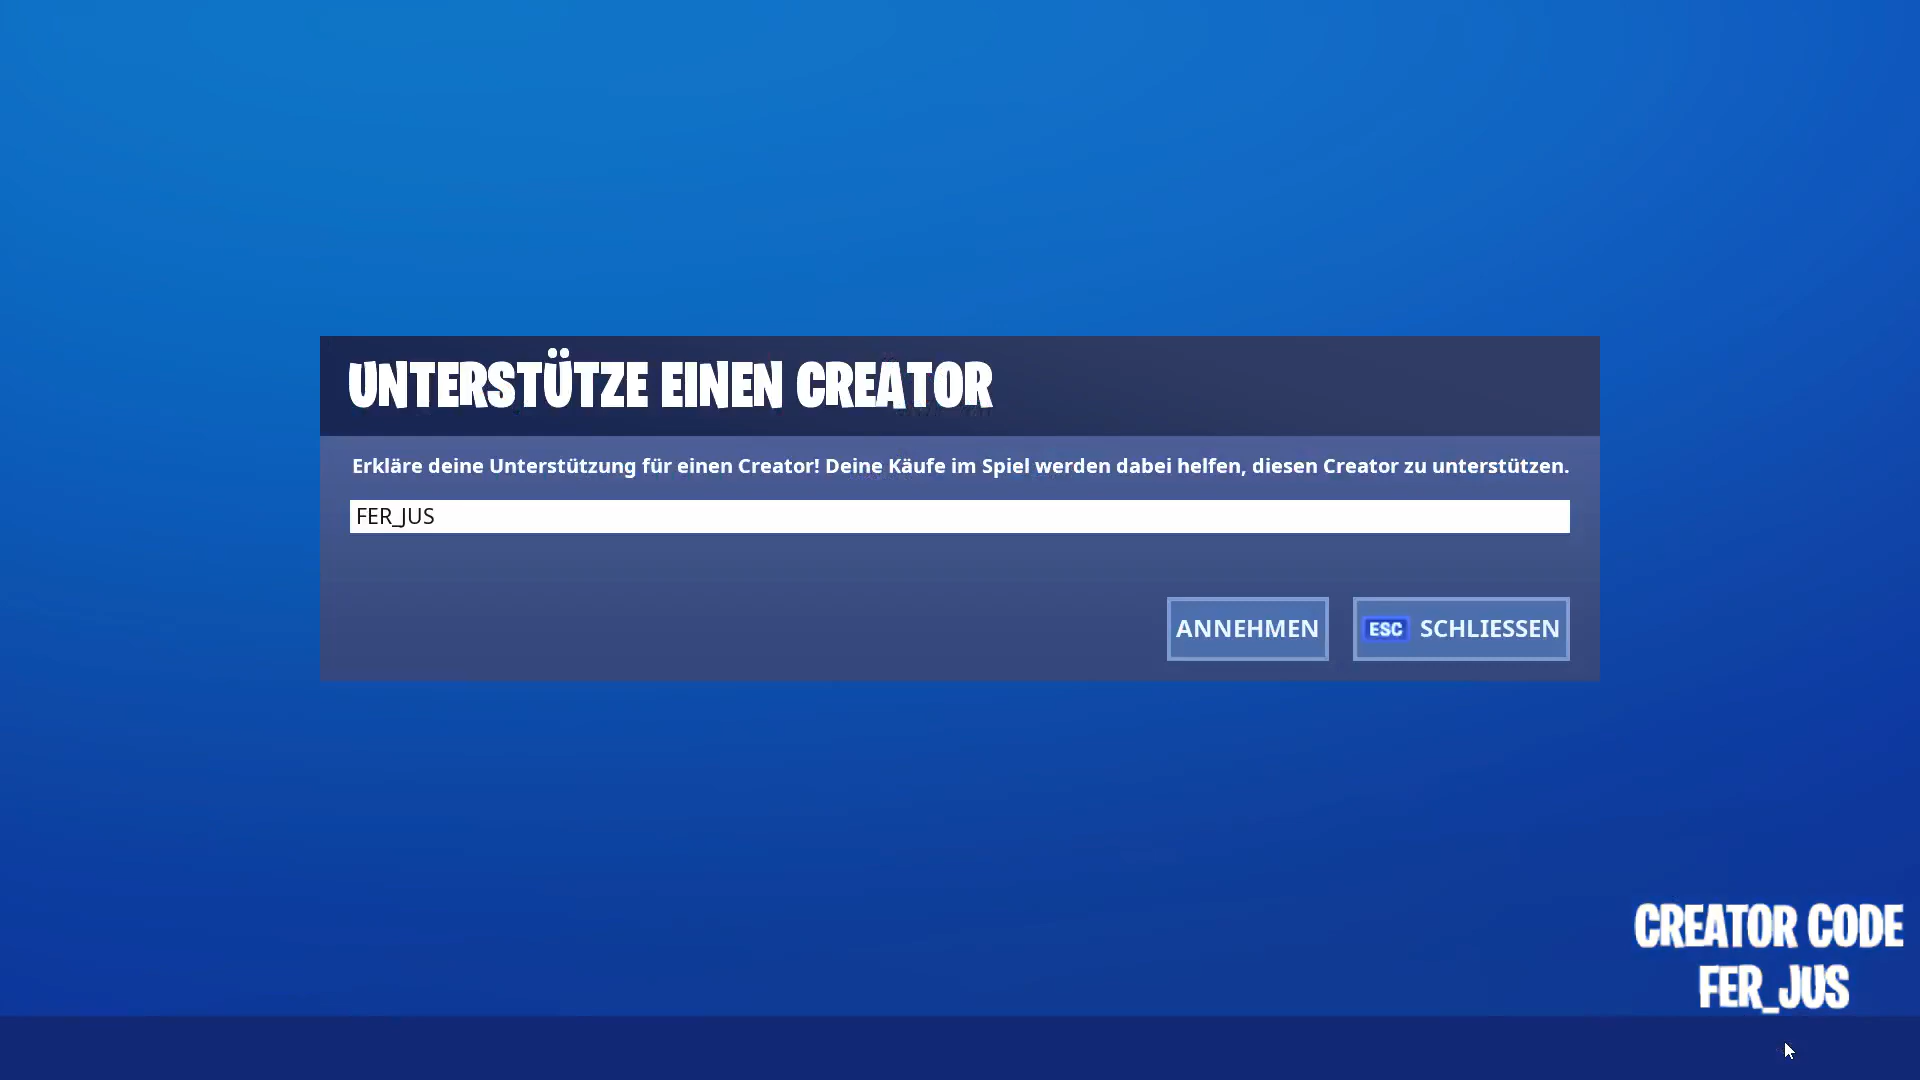 UNTERSTÜTZE EINEN CREATOR
Erkläre deine Unterstützung für einen Creator! Deine Käufe im Spiel werden dabei helfen, diesen Creator zu unterstützen.
FER_JUS
ANNEHMEN
ESC SCHLIESSEN
CREATOR CODE
FER_JUS